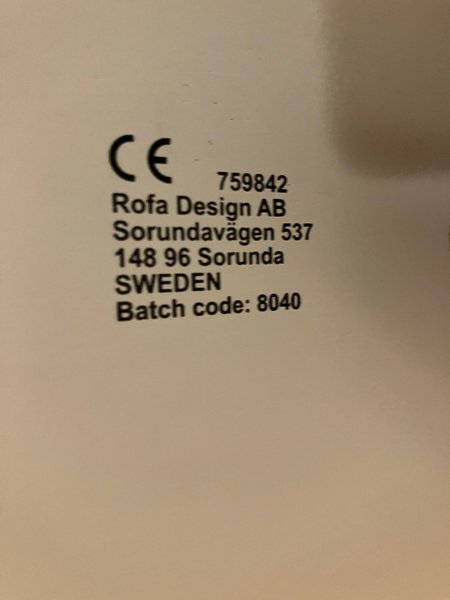 CE 759842
Rofa Design AB
Sorundavägen 537
148 96 Sorunda
SWEDEN
Batch code: 8040